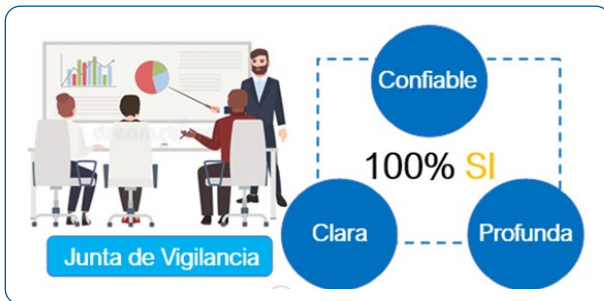 Confiable
100% SI
Clara
Profunda
Junta de Vigilancia